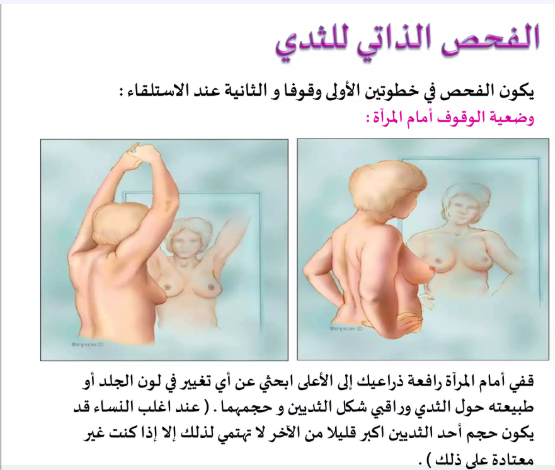 الفحص الذاتي للثدي
يكون الفحص في خطوتين الأولى وقوفا و الثانية عند الاستلقاء :
وضعية الوقوف أمام المرآة :
قفي أمام المرآة رافعة ذراعيك إلى الأعلى ابحثي عن أي تغيير في لون الجلد أو
طبيعته حول الثدي وراقبي شكل الثديين و حجمهما . ( عند اغلب النساء قد
يكون حجم أحد الثديين اكبر قليلا من الآخر لا تهتمي لذلك إلا إذا كنت غير
معتادة على ذلك ) .